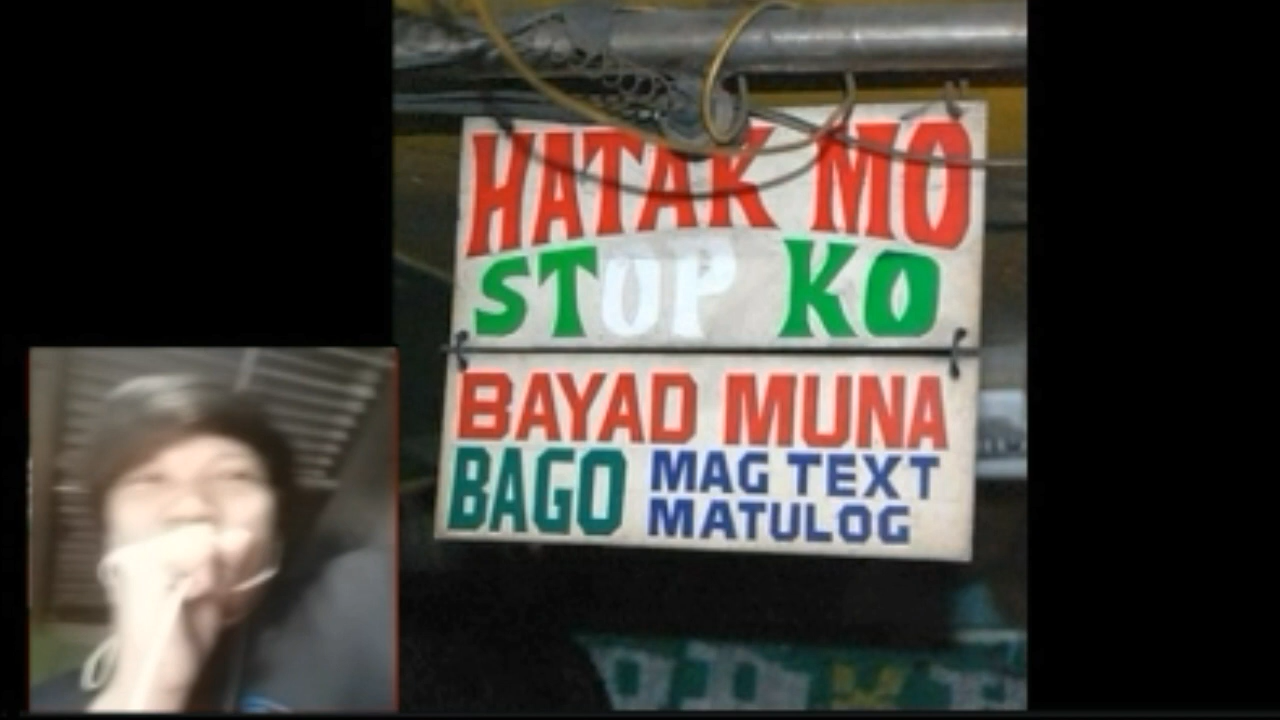 HATAK MO
STOP KO
BAYAD MUNA
BAGO MAG TEXT
MATULOG